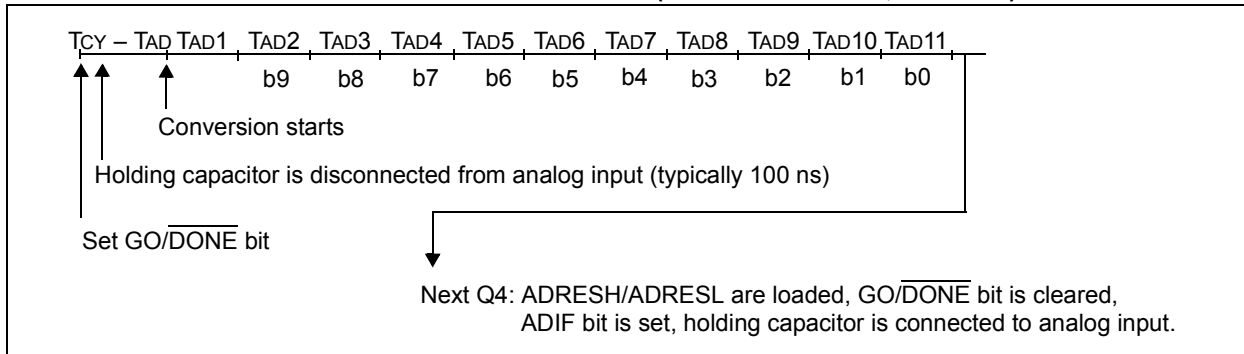 TCY – TAD TAD1 TAD2 TAD3 TAD4 TAD5 TAD6 TAD7 TAD8 TAD9 TAD10 TAD11
b9 b8 b7 b6 b5 b4 b3 b2 b1 b0
Conversion starts
Holding capacitor is disconnected from analog input (typically 100 ns)
Set GO/DONE bit
Next Q4: ADRESH/ADRESL are loaded, GO/DONE bit is cleared,
ADIF bit is set, holding capacitor is connected to analog input.